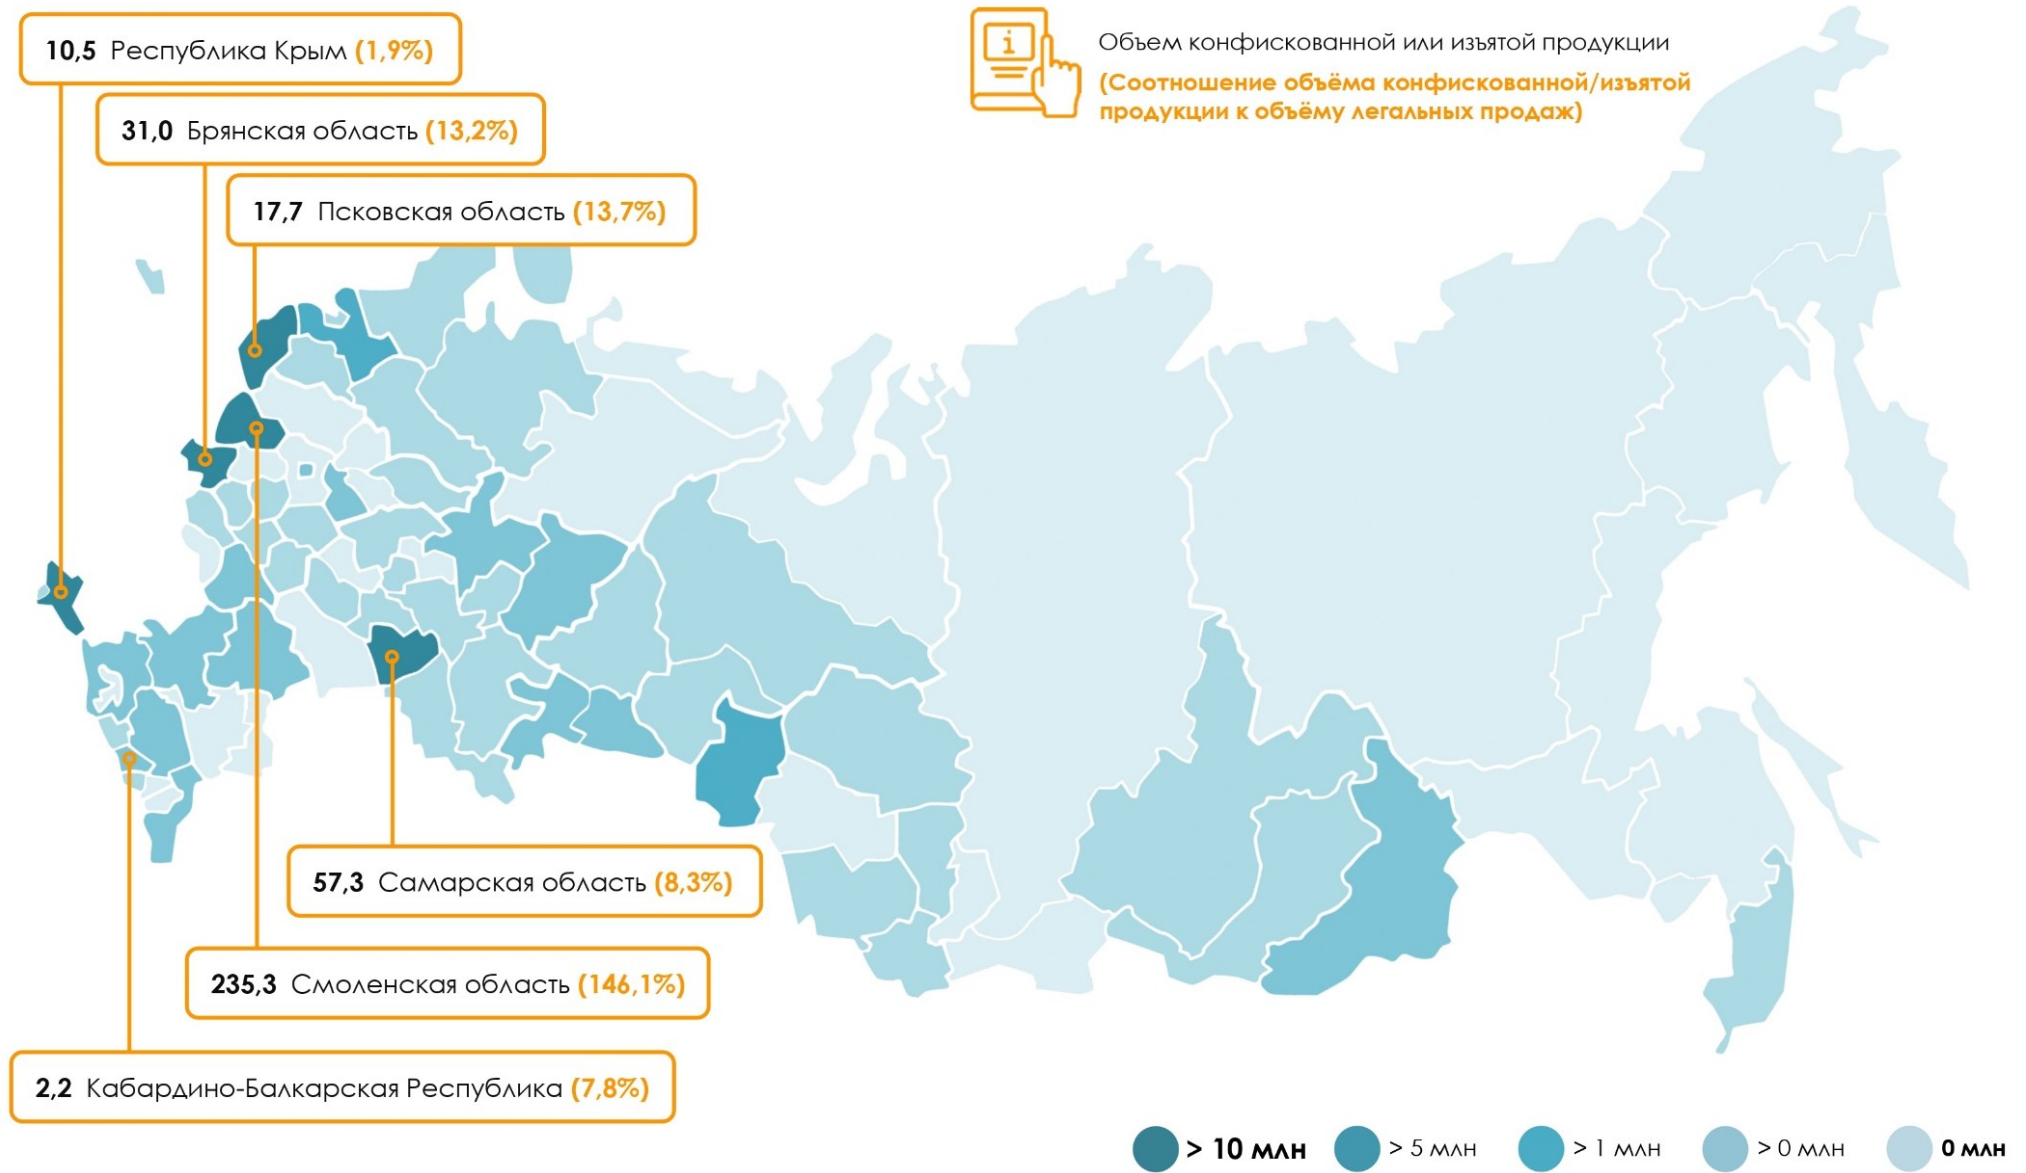 10,5 Республика Крым (1,9%)
31,0 Брянская область (13,2%)
17,7 Псковская область (13,7%)
i
Объем конфискованной или изъятой продукции
(Соотношение объёма конфискованной/изъятой
продукции к объёму легальных продаж)
57,3 Самарская область (8,3%)
235,3 Смоленская область (146,1%)
2,2 Кабардино-Балкарская Республика (7,8%)
> 10 млн
> 5 млн
> 1 млн
> 0 млн
0 млн